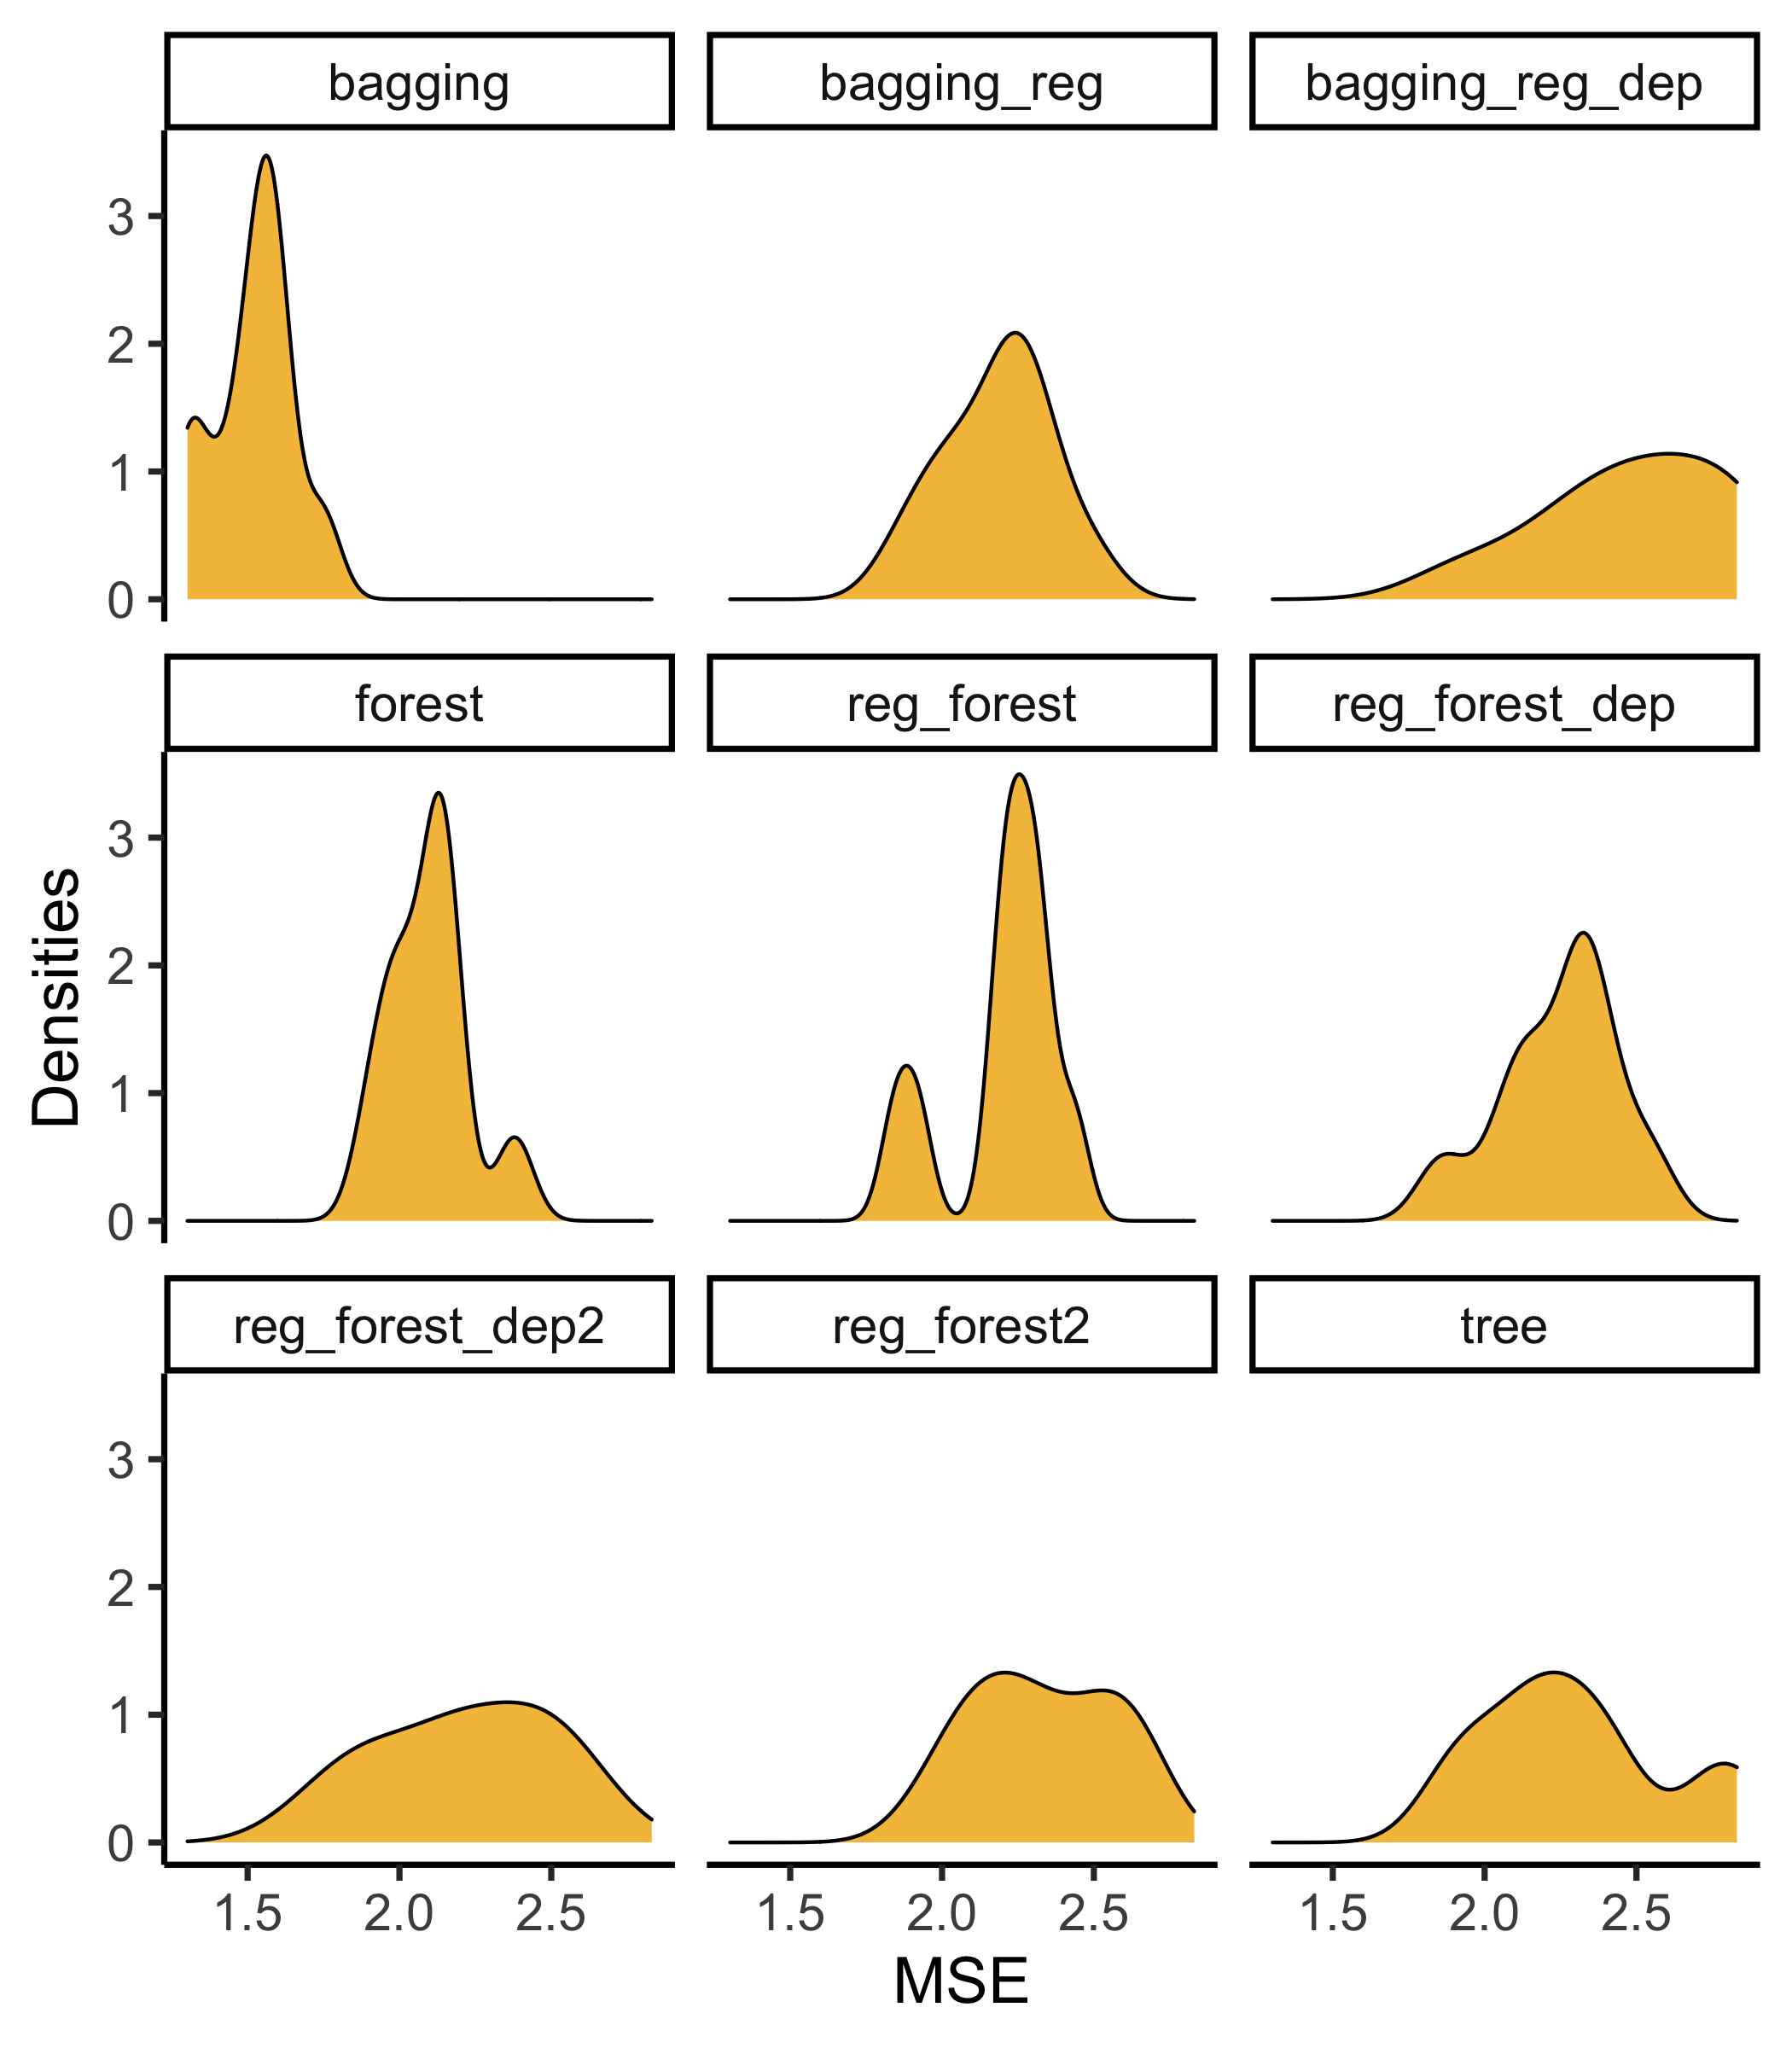 bagging
bagging_reg
bagging_reg_dep
3
2
1
0
forest
reg_forest
reg_forest_dep
3
2
1
0
Densities
reg_forest_dep2
reg_forest2
tree
3
2
1
0
1.5 2.0 2.5
1.5 2.0 2.5
1.5 2.0 2.5
MSE